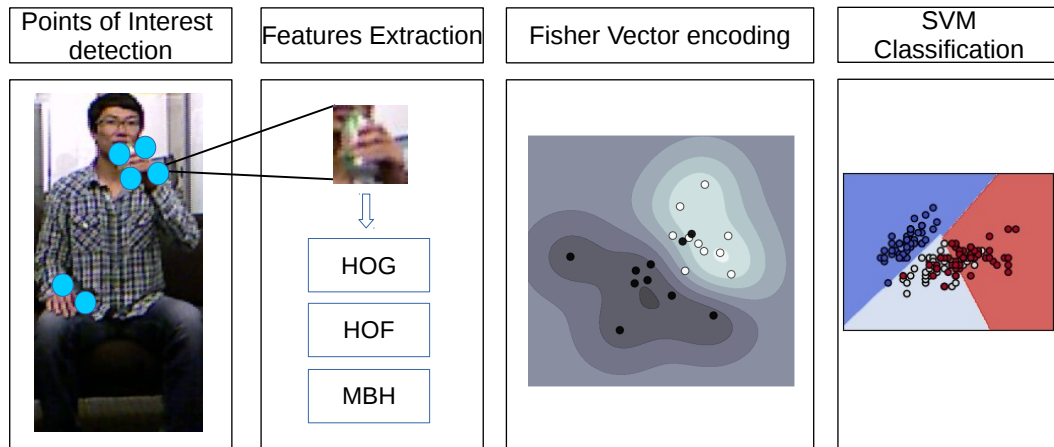 Points of Interest
detection
Features Extraction
Fisher Vector encoding
SVM
Classification
HOG
HOF
MBH